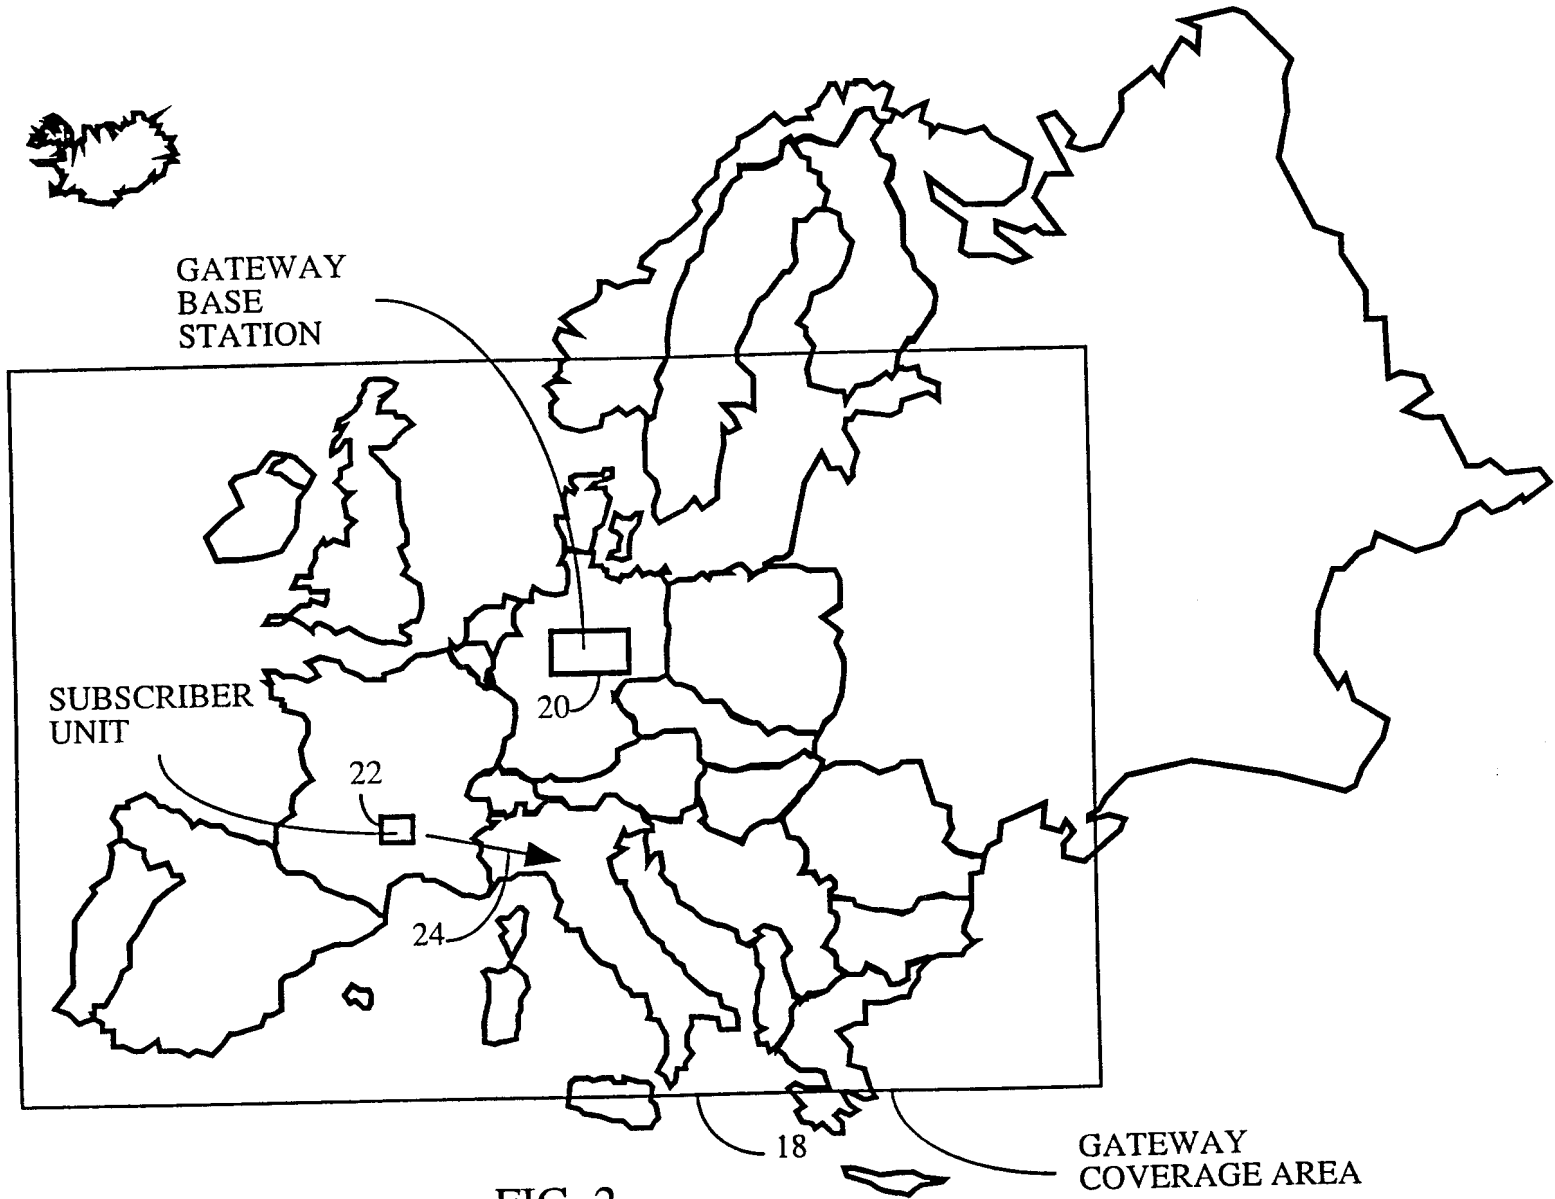 GATEWAY
BASE
STATION
SUBSCRIBER
UNIT
20
22
24
18
GATEWAY
COVERAGE AREA
FIG. 2